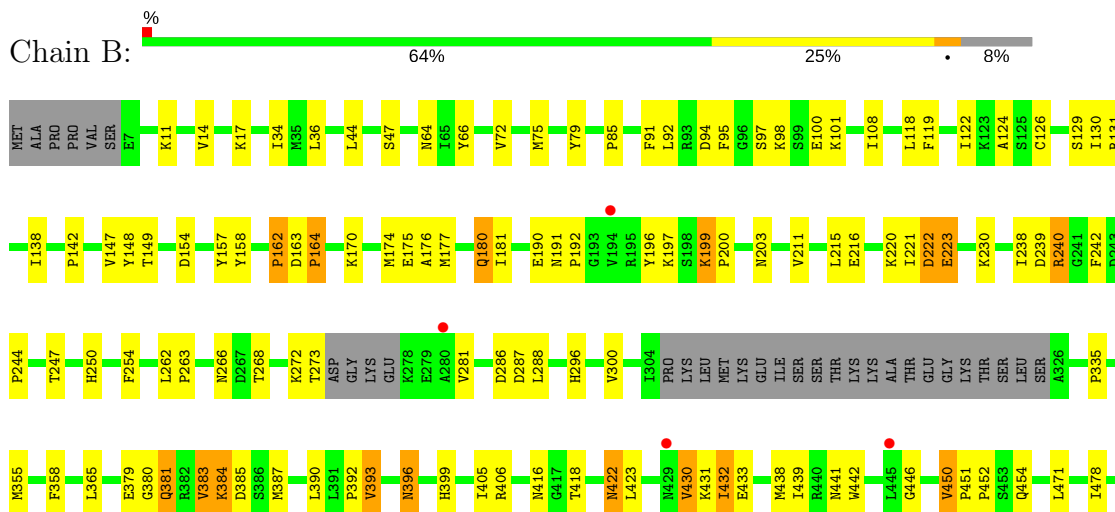 %
Chain B:
64% 25% • 8%
MET ALA PRO PRO VAL SER E7 K11 V14 K17 I34 M35 L36 L44 S47 N64 I65 Y66 V72 M75 Y79 P85 F91 L92 R93 D94 F95 G96 S97 K98 S99 E100 K101 I108 L118 F119 I122 K123 A124 S125 C126 S129 I130
I138 P142 V147 Y148 T149 D154 Y157 Y158 P162 D163 P164 K170 M174 E175 A176 M177 Q180 I181 E190 N191 P192 G193 V194 R195 Y196 K197 S198 K199 P200 N203 V211 L215 E216 K220 I221 D222 E223 K230 I238 D239 R240 G241 F242 D243
P244 T247 H250 F254 L262 P263 N266 D267 T268 K272 T273 ASP GLY LYS GLU K278 E279 A280 V281 D286 D287 L288 H296 V300 I304 PRO LYS LEU MET LYS GLU ILE SER SER THR LYS LYS ALA THR GLU GLY LYS THR SER LEU SER A326 P335
M355 F358 L365 E379 G380 Q381 R382 V383 K384 D385 S386 M387 L390 L391 P392 V393 N396 H399 I405 R406 N416 G417 T418 N422 L423 N429 V430 K431 I432 E433 M438 I439 R440 N441 W442 L445 G446 V450 P451 P452 S453 Q454 L471 I478